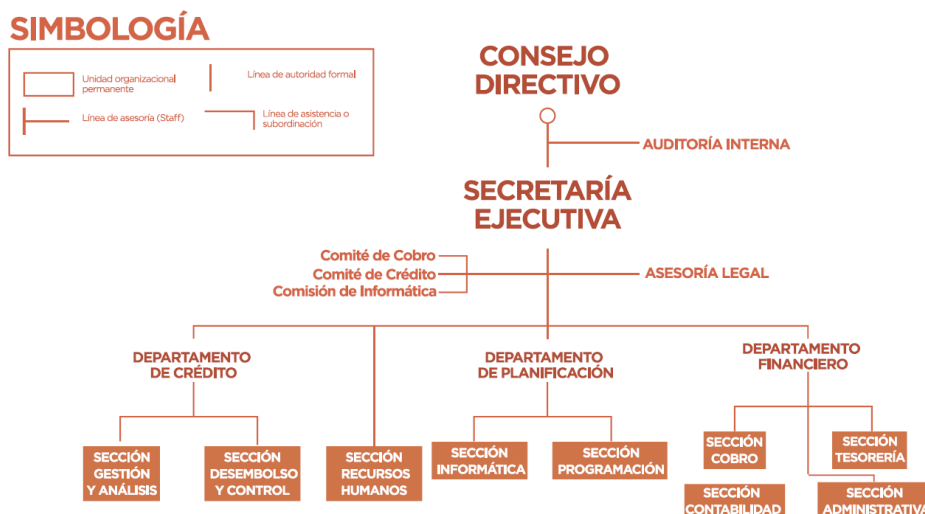 SIMBOLOGÍA
Unidad organizacional
permanente
Línea de autoridad formal
Línea de asesoría (Staff)
Línea de asistencia o
subordinación
CONSEJO
DIRECTIVO
AUDITORÍA INTERNA
SECRETARÍA
EJECUTIVA
Comité de Cobro
Comité de Crédito
Comisión de Informática
ASESORÍA LEGAL
DEPARTAMENTO
DE CRÉDITO
DEPARTAMENTO
DE PLANIFICACIÓN
DEPARTAMENTO
FINANCIERO
SECCIÓN
GESTIÓN
Y ANÁLISIS
SECCIÓN
DESEMBOLSO
Y CONTROL
SECCIÓN
RECURSOS
HUMANOS
SECCIÓN
INFORMÁTICA
SECCIÓN
PROGRAMACIÓN
SECCIÓN
COBRO
SECCIÓN
TESORERÍA
SECCIÓN
CONTABILIDAD
SECCIÓN
ADMINISTRATIVA